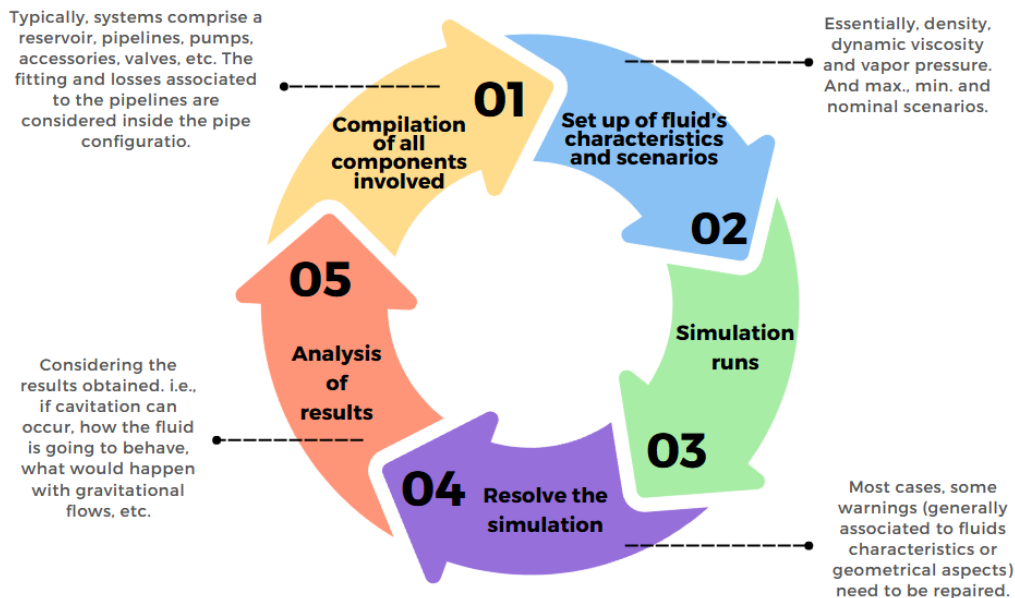 Typically, systems comprise a
reservoir, pipelines, pumps,
accessories, valves, etc. The
fitting and losses associated
to the pipelines are
considered inside the pipe
configuratio.
01
Compilation
of all
components
involved
Essentially, density,
dynamic viscosity
and vapor pressure.
And max., min. and
nominal scenarios.
Set up of fluid's
characteristics
and scenarios
02
Simulation
runs
03
Most cases, some
warnings (generally
associated to fluids
characteristics or
geometrical aspects)
need to be repaired.
04
Resolve the
simulation
05
Analysis
of
results
Considering the
results obtained. i.e.,
if cavitation can
occur, how the fluid
is going to behave,
what would happen
with gravitational
flows, etc.